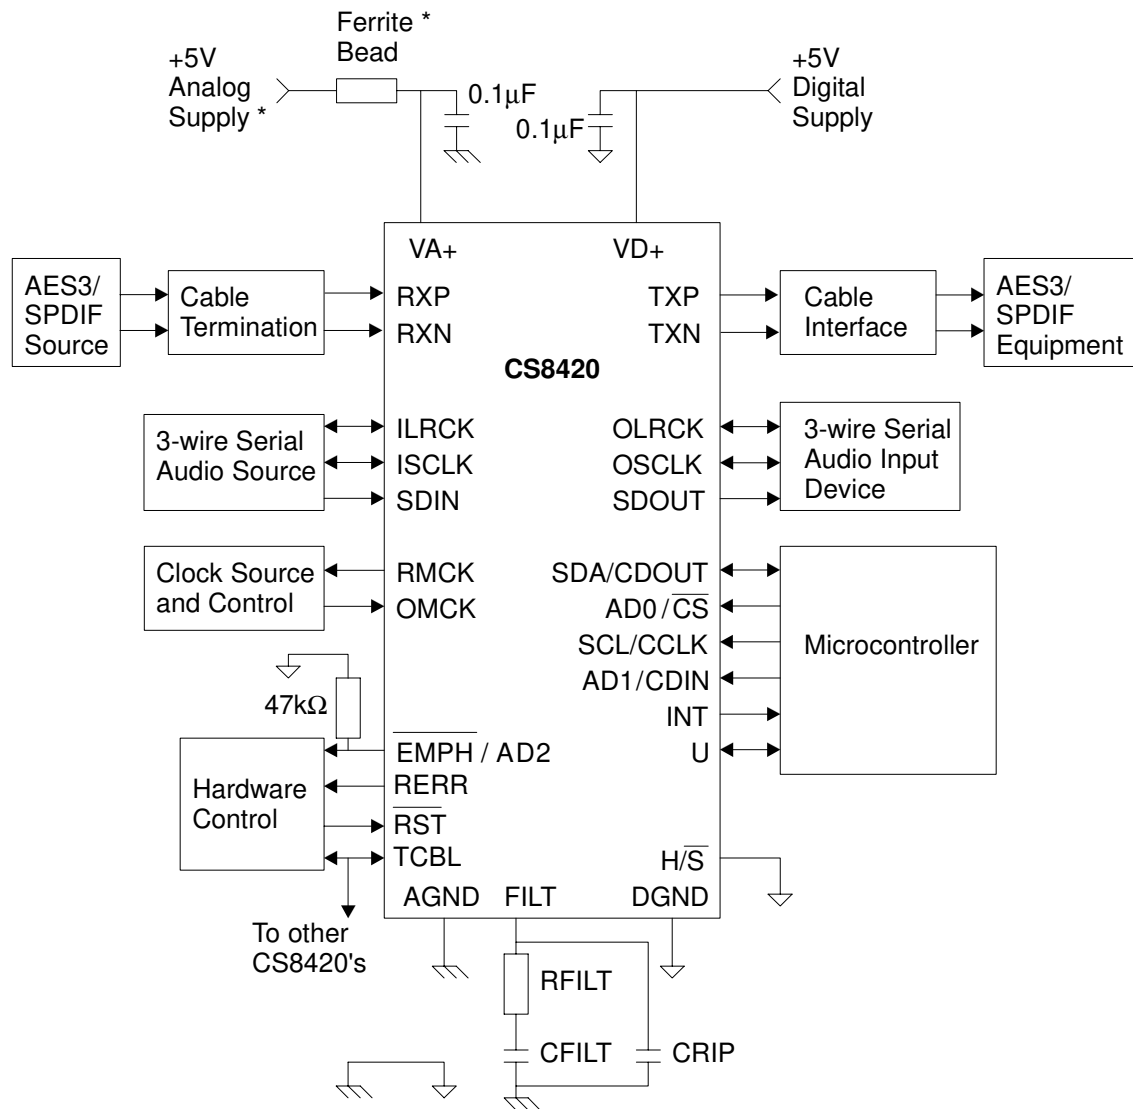 Ferrite *
Bead
+5V
Analog
Supply *
0.1µF
0.1µF
+5V
Digital
Supply
VA+
VD+
AES3/
SPDIF
Source
Cable
Termination
RXP
RXN
TXP
TXN
Cable
Interface
AES3/
SPDIF
Equipment
CS8420
3-wire Serial
Audio Source
ILRCK
ISCLK
SDIN
OLRCK
OSCLK
SDOUT
3-wire Serial
Audio Input
Device
Clock Source
and Control
RMCK
OMCK
SDA/CDOUT
AD0/C̅S̅
SCL/CCLK
AD1/CDIN
INT
U
Microcontroller
47kΩ
Hardware
Control
E̅M̅P̅H̅ / AD2
RERR
R̅S̅T̅
TCBL
H/S̅
AGND
FILT
DGND
To other
CS8420's
RFILT
CFILT
CRIP